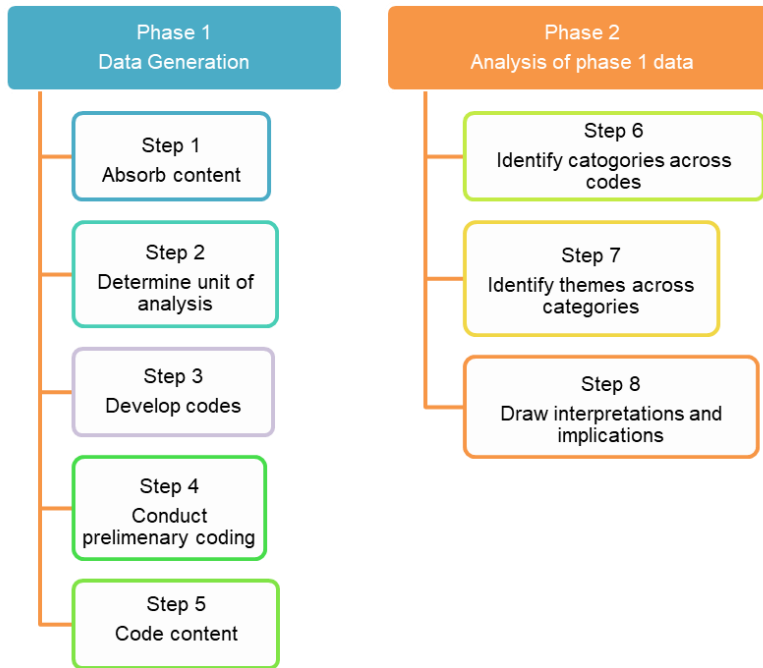 Phase 1
Data Generation
Step 1
Absorb content
Step 2
Determine unit of
analysis
Step 3
Develop codes
Step 4
Conduct
prelimenary coding
Step 5
Code content
Phase 2
Analysis of phase 1 data
Step 6
Identify catogories across
codes
Step 7
Identify themes across
categories
Step 8
Draw interpretations and
implications